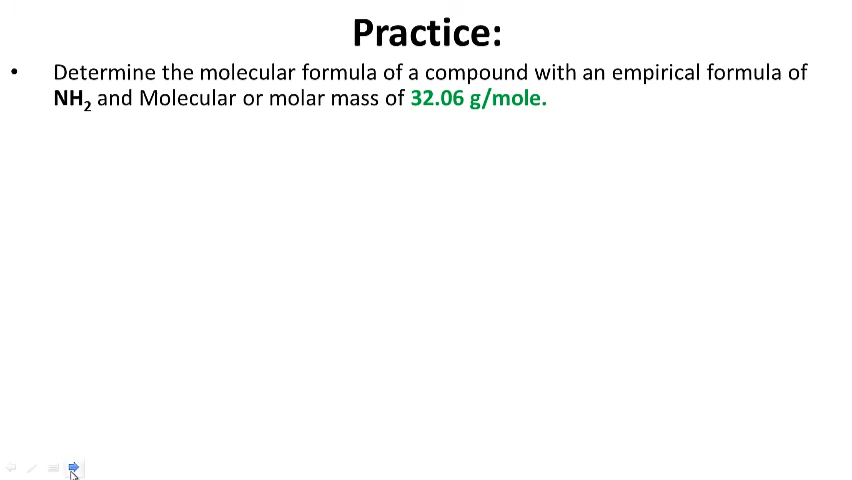 Practice:
• Determine the molecular formula of a compound with an empirical formula of
NH₂ and Molecular or molar mass of 32.06 g/mole.